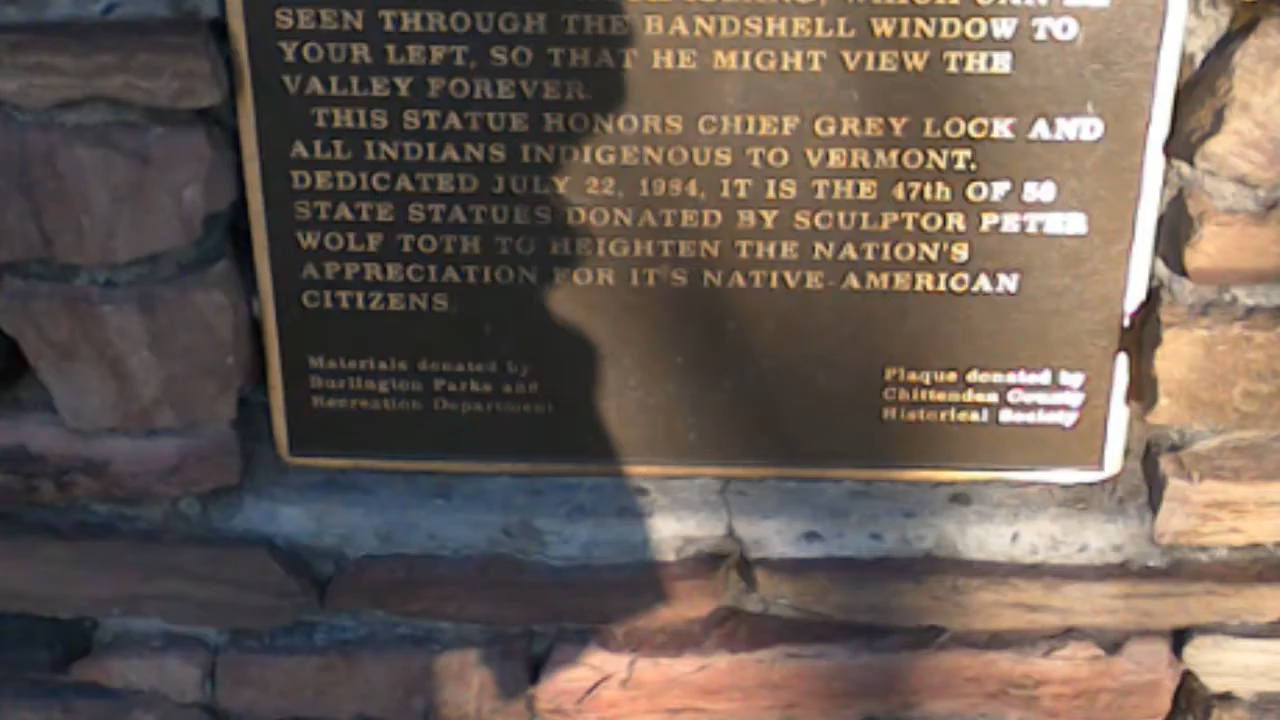 SEEN THROUGH THE BANDSHELL WINDOW TO
YOUR LEFT, SO THAT HE MIGHT VIEW THE
VALLEY FOREVER.
THIS STATUE HONORS CHIEF GREY LOCK AND
ALL INDIANS INDIGENOUS TO VERMONT.
DEDICATED JULY 22, 1984, IT IS THE 47th OF 50
STATE STATUES DONATED BY SCULPTOR PETER
WOLF TOTH TO HEIGHTEN THE NATION'S
APPRECIATION FOR IT'S NATIVE-AMERICAN
CITIZENS.
Materials donated by
Burlington Parks and
Recreation Department
Plaque donated by
Chittenden County
Historical Society